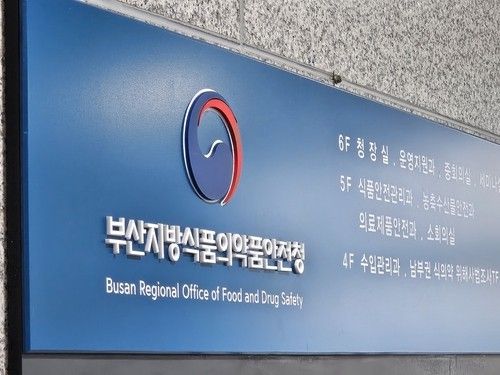 부산지방식품의약품안전청
Busan Regional Office of Food and Drug Safety
6F 청장실, 운영지원과, 중회의실, 세미나
5F 식품안전관리과, 농축수산물안전과
의료제품안전과, 소회의실
4F 수입관리과, 남부권 식의약 위해사범조사TF